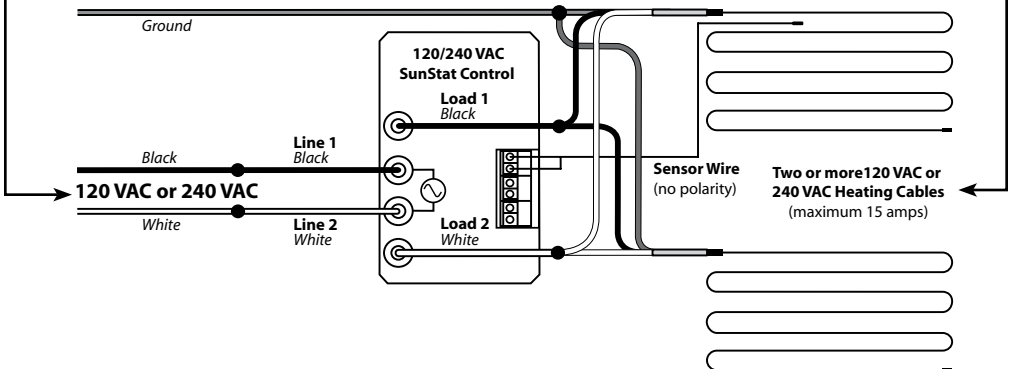 Ground
120/240 VAC
SunStat Control
Load 1
Black
Line 1
Black
Black
120 VAC or 240 VAC
White
Line 2
White
Load 2
White
Sensor Wire
(no polarity)
Two or more120 VAC or
240 VAC Heating Cables
(maximum 15 amps)